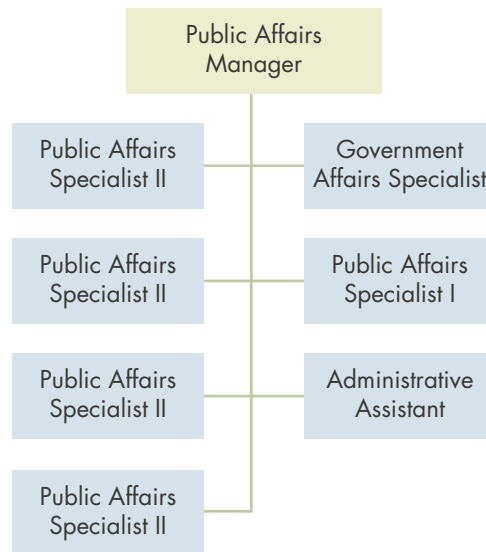 Public Affairs
Manager
Public Affairs
Specialist II
Government
Affairs Specialist
Public Affairs
Specialist II
Public Affairs
Specialist I
Public Affairs
Specialist II
Administrative
Assistant
Public Affairs
Specialist II